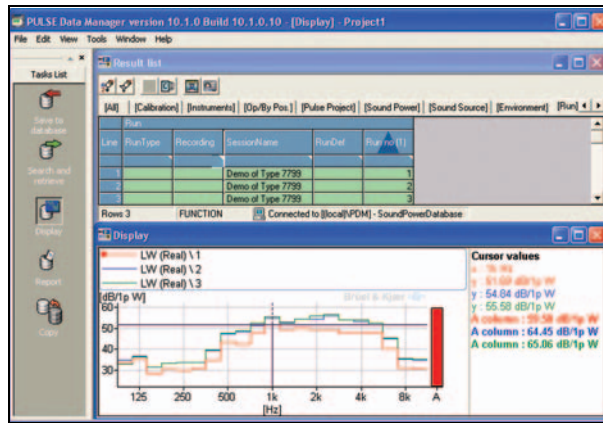 PULSE Data Manager version 10.1.0 Build 10.1.0.10 - [Display] - Project1
File Edit View Tools Window Help
Tasks List
Save to
database
Search and
retrieve
Display
Report
Copy
Result list
[All] [Calibration] [Instruments] [Op/By Pos.] [Pulse Project] [Sound Power] [Sound Source] [Environment] [Run]
Run
Line RunType Recording SessionName RunDef Run no (1)
1 Demo of Type 7799 1
2 Demo of Type 7799 2
3 Demo of Type 7799 3
Rows 3 FUNCTION Connected to [(local)\PDM] - SoundPowerDatabase
Display
LW (Real) \ 1
LW (Real) \ 2
LW (Real) \ 3
[dB/1p W]
Brüel & Kjær
60
50
40
30
125 250 500 1k 2k 4k 8k A
[Hz]
Cursor values
y : 54.84 dB/1p W
y : 55.58 dB/1p W
A column : dB/1p W
A column : 64.45 dB/1p W
A column : 65.06 dB/1p W